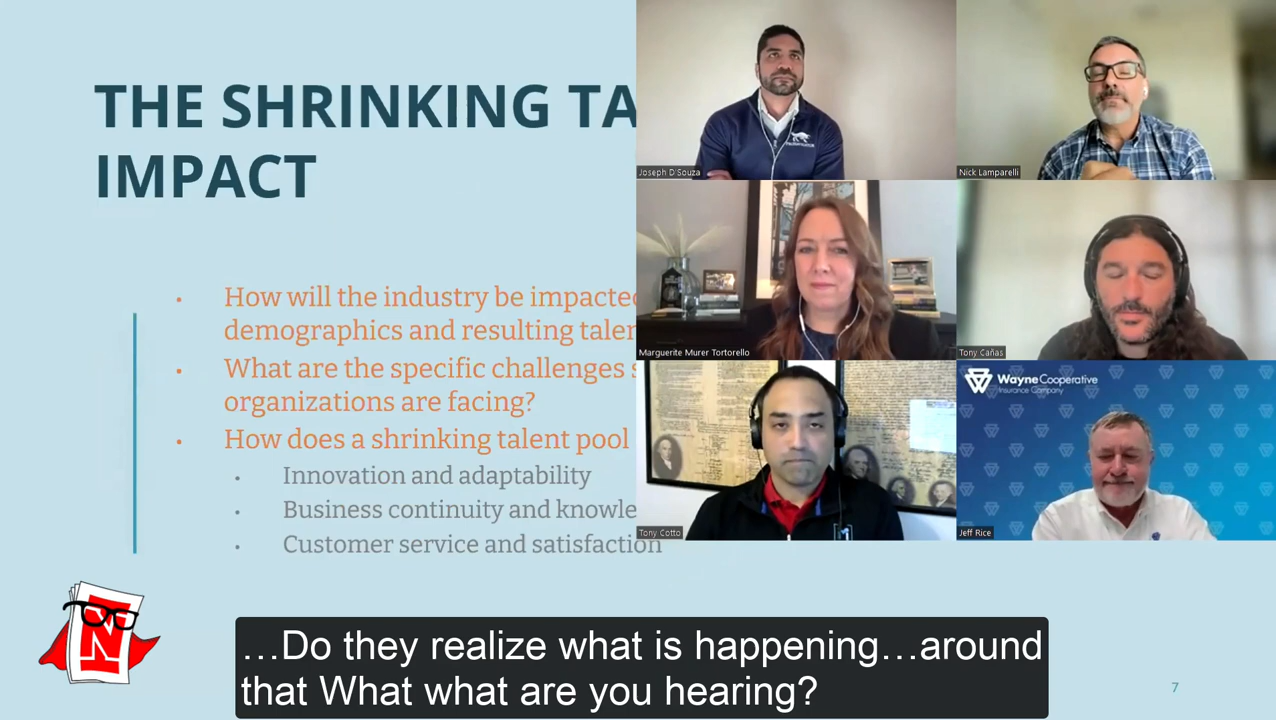 THE SHRINKING TA
IMPACT
• How will the industry be impacted
demographics and resulting taler
• What are the specific challenges s
organizations are facing?
• How does a shrinking talent pool
• Innovation and adaptability
• Business continuity and knowle
• Customer service and satisfaction
Joseph D'Souza
Nick Lamparelli
Marguerite Murer Tortorello
Tony Cañas
Tony Cotto
Wayne Cooperative
Insurance Company
Jeff Rice
N
…Do they realize what is happening…around
that What what are you hearing?
7